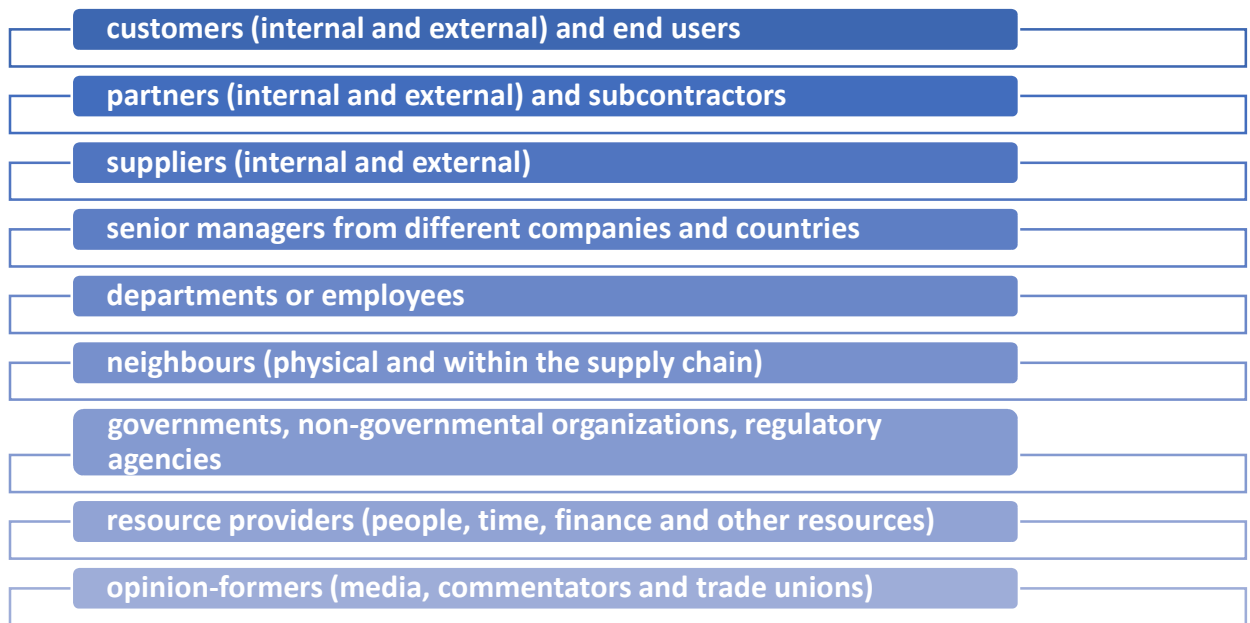 customers (internal and external) and end users
partners (internal and external) and subcontractors
suppliers (internal and external)
senior managers from different companies and countries
departments or employees
neighbours (physical and within the supply chain)
governments, non-governmental organizations, regulatory
agencies
resource providers (people, time, finance and other resources)
opinion-formers (media, commentators and trade unions)